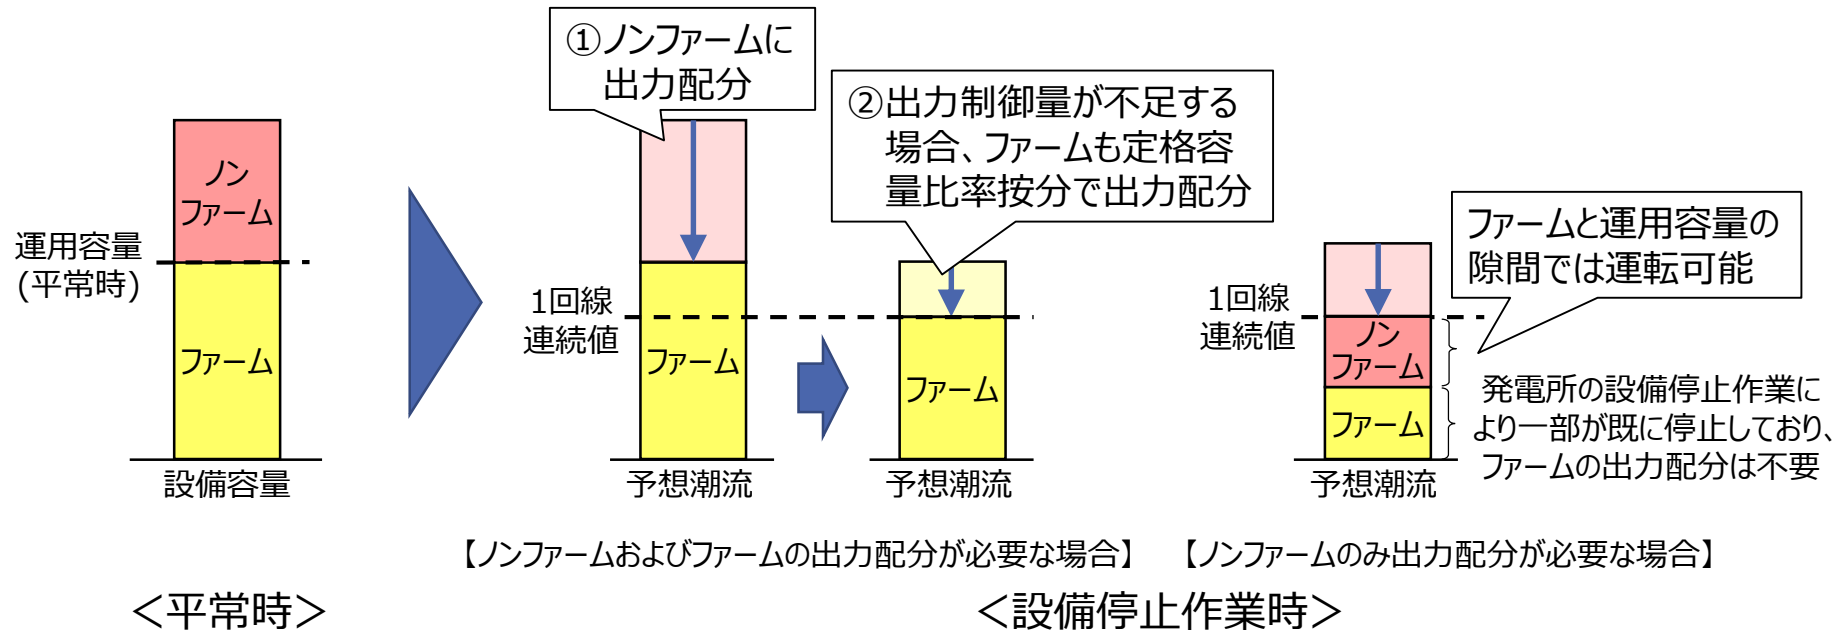 ①ノンファームに
出力配分
②出力制御量が不足する
場合、ファームも定格容
量比率按分で出力配分
ノン
ファーム
運用容量
(平常時)
ファーム
設備容量
1回線
連続値
ファーム
予想潮流
ファーム
予想潮流
ファームと運用容量の
隙間では運転可能
1回線
連続値
ノン
ファーム
ファーム
予想潮流
発電所の設備停止作業に
より一部が既に停止しており、
ファームの出力配分は不要
【ノンファームおよびファームの出力配分が必要な場合】
【ノンファームのみ出力配分が必要な場合】
＜平常時＞
＜設備停止作業時＞